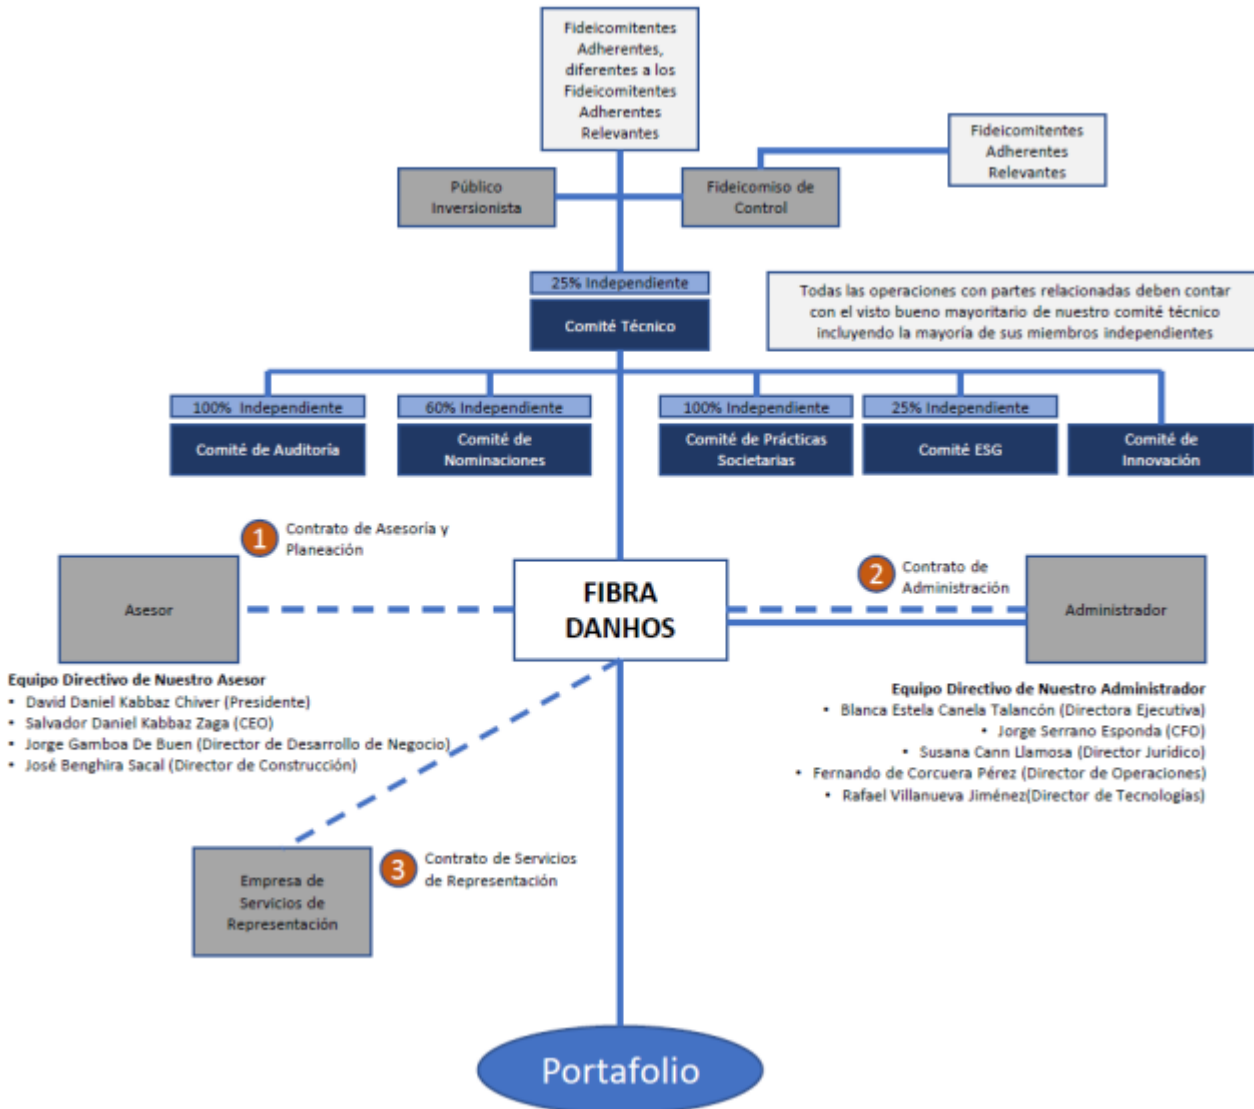 Fideicomitentes
Adherentes,
diferentes a los
Fideicomitentes
Adherentes
Relevantes
Fideicomitentes
Adherentes
Relevantes
Público
Inversionista
Fideicomiso de
Control
25% Independiente
Comité Técnico
Todas las operaciones con partes relacionadas deben contar
con el visto bueno mayoritario de nuestro comité técnico
incluyendo la mayoría de sus miembros independientes
100% Independiente
Comité de Auditoría
60% Independiente
Comité de
Nominaciones
100% Independiente
Comité de Prácticas
Societarias
25% Independiente
Comité ESG
Comité de
Innovación
1
Contrato de Asesoría y
Planeación
Asesor
FIBRA
DANHOS
2
Contrato de
Administración
Administrador
Equipo Directivo de Nuestro Asesor
• David Daniel Kabbaz Chiver (Presidente)
• Salvador Daniel Kabbaz Zaga (CEO)
• Jorge Gamboa De Buen (Director de Desarrollo de Negocio)
• José Benghira Sacal (Director de Construcción)
Equipo Directivo de Nuestro Administrador
• Blanca Estela Canela Talancón (Directora Ejecutiva)
• Jorge Serrano Esponda (CFO)
• Susana Cann Llamosa (Director Jurídico)
• Fernando de Corcuera Pérez (Director de Operaciones)
• Rafael Villanueva Jiménez(Director de Tecnologías)
Empresa de
Servicios de
Representación
3
Contrato de Servicios
de Representación
Portafolio